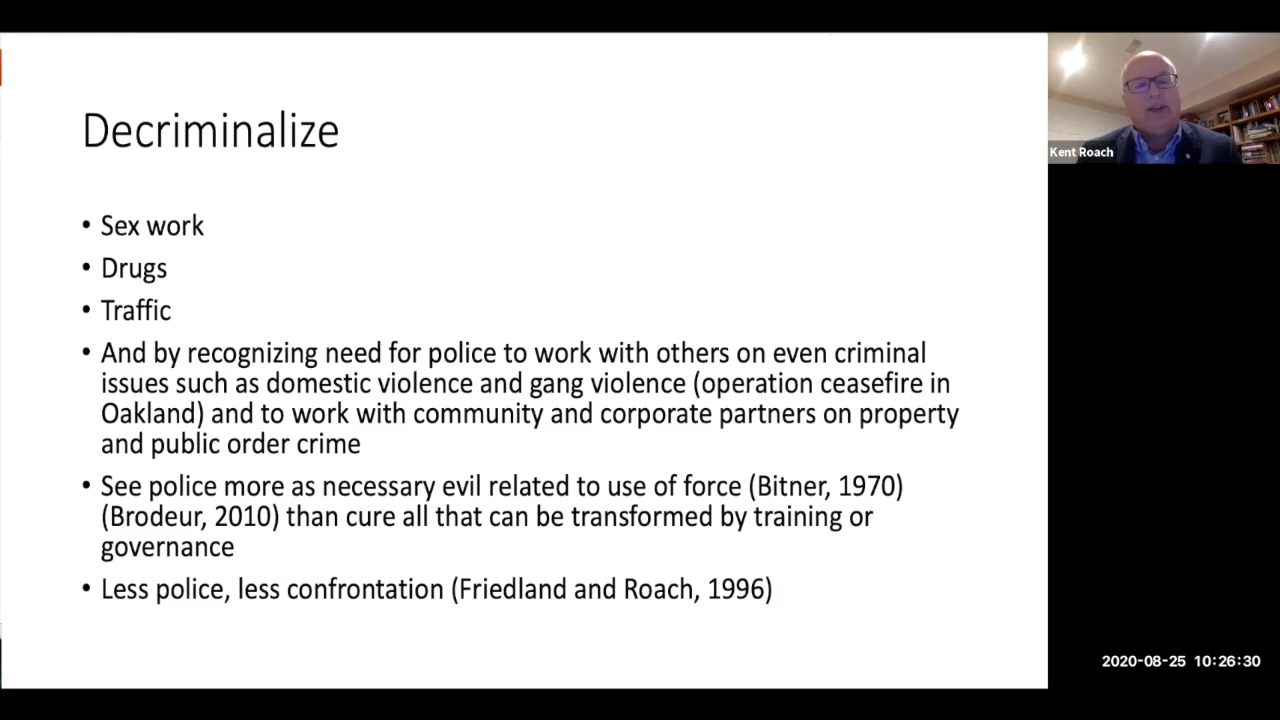 Decriminalize
• Sex work
• Drugs
• Traffic
• And by recognizing need for police to work with others on even criminal
issues such as domestic violence and gang violence (operation ceasefire in
Oakland) and to work with community and corporate partners on property
and public order crime
• See police more as necessary evil related to use of force (Bitner, 1970)
(Brodeur, 2010) than cure all that can be transformed by training or
governance
• Less police, less confrontation (Friedland and Roach, 1996)
Kent Roach
2020-08-25 10:26:30